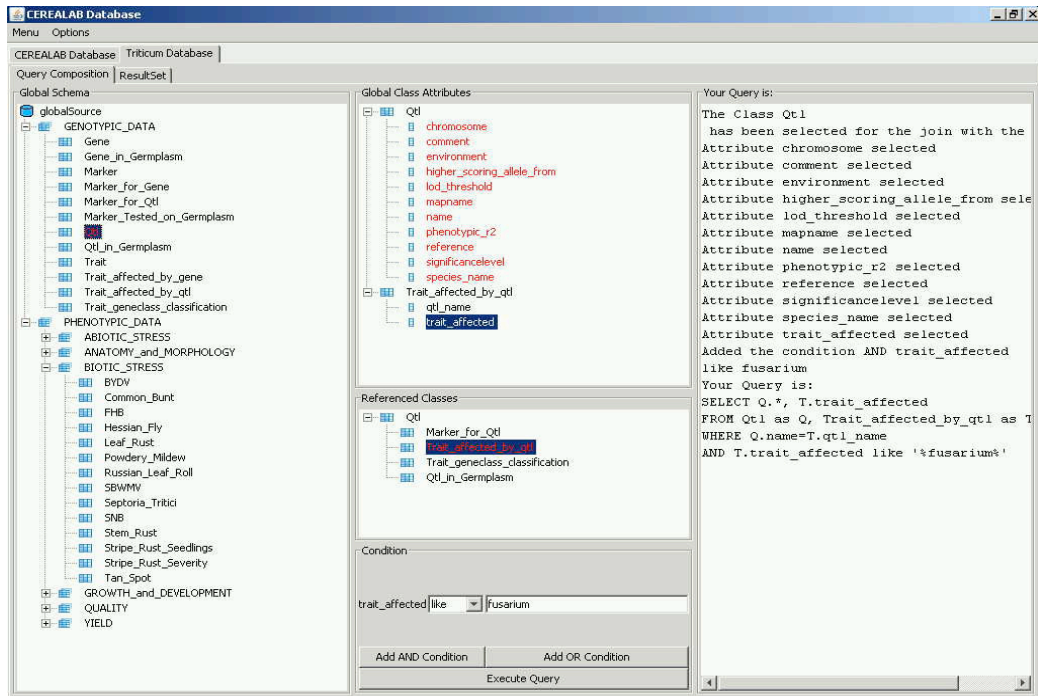 CEREALAB Database
Menu Options
CEREALAB Database Triticum Database
Query Composition ResultSet
Global Schema
globalSource
GENOTYPIC_DATA
Gene
Gene_in_Germplasm
Marker
Marker_for_Gene
Marker_for_Qtl
Marker_Tested_on_Germplasm
Qtl
Qtl_in_Germplasm
Trait
Trait_affected_by_gene
Trait_affected_by_qtl
Trait_geneclass_classification
PHENOTYPIC_DATA
ABIOTIC_STRESS
ANATOMY_and_MORPHOLOGY
BIOTIC_STRESS
BYDV
Common_Bunt
FHB
Hessian_Fly
Leaf_Rust
Powdery_Mildew
Russian_Leaf_Roll
SBWMV
Septoria_Tritici
SNB
Stem_Rust
Stripe_Rust_Seedlings
Stripe_Rust_Severity
Tan_Spot
GROWTH_and_DEVELOPMENT
QUALITY
YIELD
Global Class Attributes
Qtl
chromosome
comment
environment
higher_scoring_allele_from
lod_threshold
mapname
name
phenotypic_r2
reference
significancelevel
species_name
Trait_affected_by_qtl
qtl_name
trait_affected
Referenced Classes
Qtl
Marker_for_Qtl
Trait_affected_by_qtl
Trait_geneclass_classification
Qtl_in_Germplasm
Condition
trait_affected like fusarium
Add AND Condition Add OR Condition
Execute Query
Your Query is:
The Class Qtl
has been selected for the join with the
Attribute chromosome selected
Attribute comment selected
Attribute environment selected
Attribute higher_scoring_allele_from sele
Attribute lod_threshold selected
Attribute mapname selected
Attribute name selected
Attribute phenotypic_r2 selected
Attribute reference selected
Attribute significancelevel selected
Attribute species_name selected
Attribute trait_affected selected
Added the condition AND trait_affected
like fusarium
Your Query is:
SELECT Q.*, T.trait_affected
FROM Qtl as Q, Trait_affected_by_qtl as T
WHERE Q.name=T.qtl_name
AND T.trait_affected like '%fusarium%'